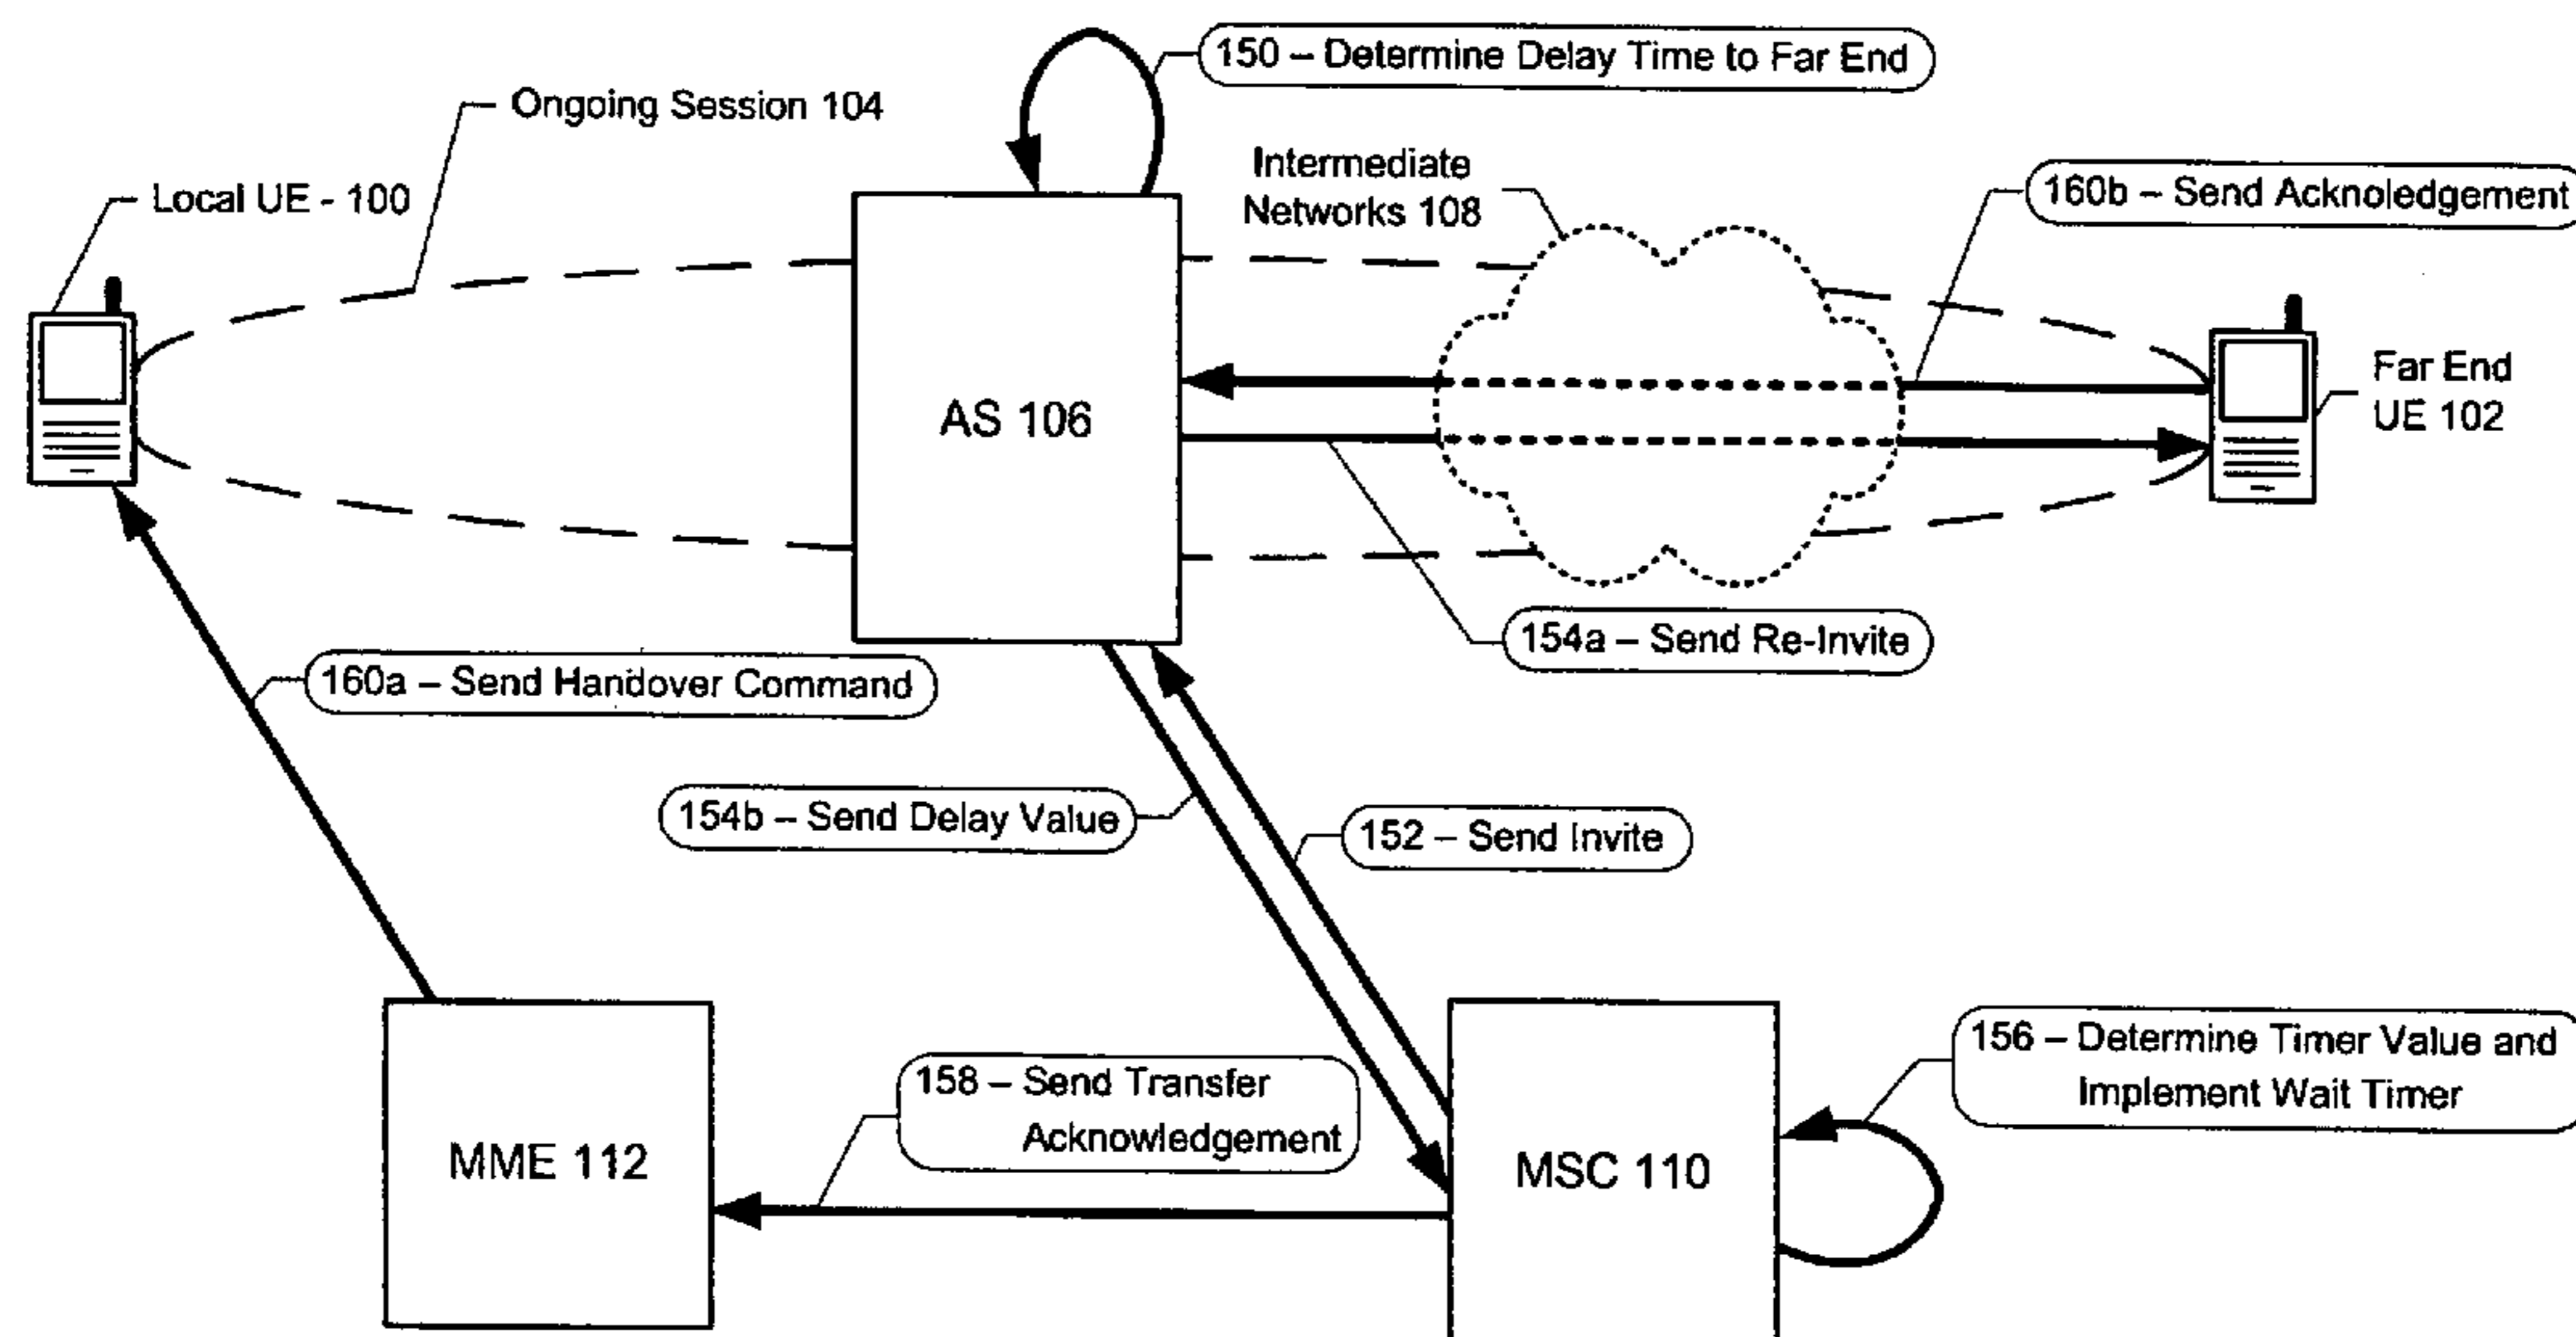 150 – Determine Delay Time to Far End
Ongoing Session 104
Intermediate
Networks 108
160b – Send Acknoledgement
Local UE - 100
AS 106
Far End
UE 102
154a – Send Re-Invite
160a – Send Handover Command
154b – Send Delay Value
152 – Send Invite
156 – Determine Timer Value and
Implement Wait Timer
158 – Send Transfer
Acknowledgement
MME 112
MSC 110